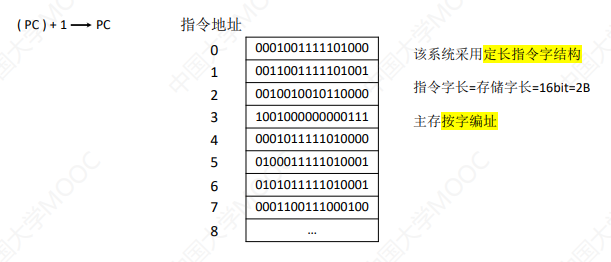 (PC) + 1 ⟶ PC
指令地址
0 0001001111101000
1 0011001111101001
2 0010010010110000
3 1001000000000111
4 0001011111010000
5 0100011111010001
6 0101011111010001
7 0001100111000100
8 …
该系统采用定长指令字结构
指令字长=存储字长=16bit=2B
主存按字编址
中国大学MOOC